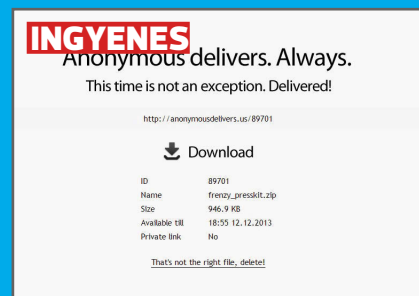 INGYENES
Anonymous delivers. Always.
This time is not an exception. Delivered!
http://anonymousdelivers.us/89701
Download
ID 89701
Name frenzy_presskit.zip
Size 946.9 KB
Available till 18:55 12.12.2013
Private link No
That's not the right file, delete!